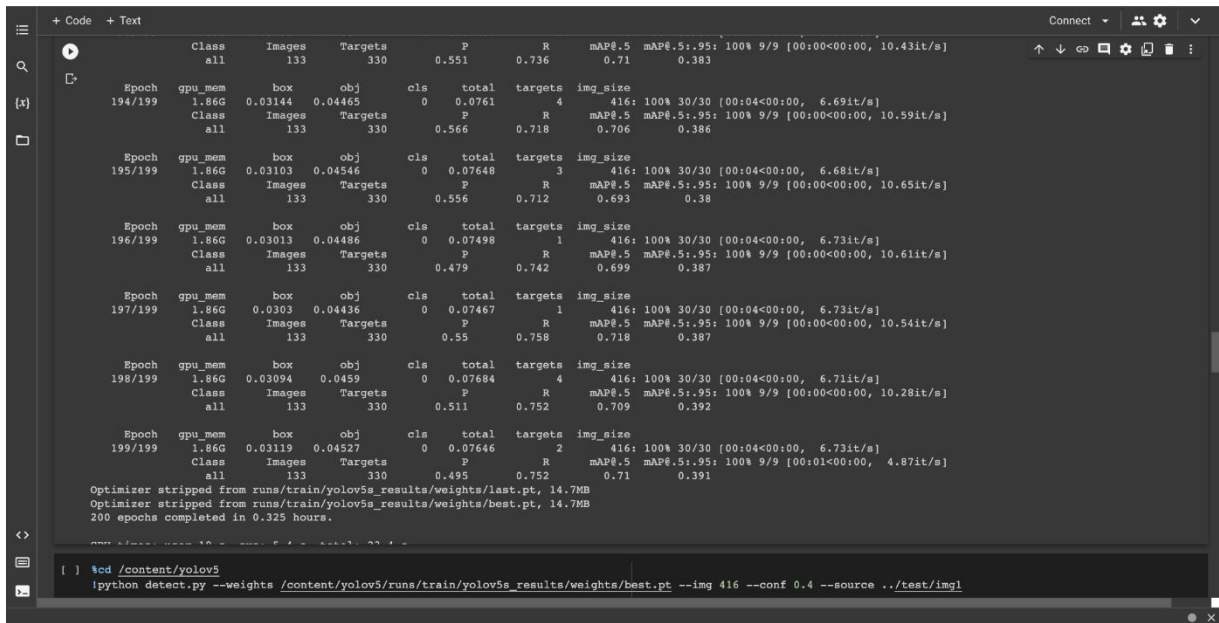 + Code + Text Connect
Class Images Targets P R mAP@.5 mAP@.5:.95: 100% 9/9 [00:00<00:00, 10.43it/s]
all 133 330 0.551 0.736 0.71 0.383
Epoch gpu_mem box obj cls total targets img_size
194/199 1.86G 0.03144 0.04465 0 0.0761 4 416: 100% 30/30 [00:04<00:00, 6.69it/s]
Class Images Targets P R mAP@.5 mAP@.5:.95: 100% 9/9 [00:00<00:00, 10.59it/s]
all 133 330 0.566 0.718 0.706 0.386
Epoch gpu_mem box obj cls total targets img_size
195/199 1.86G 0.03103 0.04546 0 0.07648 3 416: 100% 30/30 [00:04<00:00, 6.68it/s]
Class Images Targets P R mAP@.5 mAP@.5:.95: 100% 9/9 [00:00<00:00, 10.65it/s]
all 133 330 0.556 0.712 0.693 0.38
Epoch gpu_mem box obj cls total targets img_size
196/199 1.86G 0.03013 0.04486 0 0.07498 1 416: 100% 30/30 [00:04<00:00, 6.73it/s]
Class Images Targets P R mAP@.5 mAP@.5:.95: 100% 9/9 [00:00<00:00, 10.61it/s]
all 133 330 0.479 0.742 0.699 0.387
Epoch gpu_mem box obj cls total targets img_size
197/199 1.86G 0.0303 0.04436 0 0.07467 1 416: 100% 30/30 [00:04<00:00, 6.73it/s]
Class Images Targets P R mAP@.5 mAP@.5:.95: 100% 9/9 [00:00<00:00, 10.54it/s]
all 133 330 0.55 0.758 0.718 0.387
Epoch gpu_mem box obj cls total targets img_size
198/199 1.86G 0.03094 0.0459 0 0.07684 4 416: 100% 30/30 [00:04<00:00, 6.71it/s]
Class Images Targets P R mAP@.5 mAP@.5:.95: 100% 9/9 [00:00<00:00, 10.28it/s]
all 133 330 0.511 0.752 0.709 0.392
Epoch gpu_mem box obj cls total targets img_size
199/199 1.86G 0.03119 0.04527 0 0.07646 2 416: 100% 30/30 [00:04<00:00, 6.73it/s]
Class Images Targets P R mAP@.5 mAP@.5:.95: 100% 9/9 [00:01<00:00, 4.87it/s]
all 133 330 0.495 0.752 0.71 0.391
Optimizer stripped from runs/train/yolov5s_results/weights/last.pt, 14.7MB
Optimizer stripped from runs/train/yolov5s_results/weights/best.pt, 14.7MB
200 epochs completed in 0.325 hours.
[ ] %cd /content/yolov5
!python detect.py --weights /content/yolov5/runs/train/yolov5s_results/weights/best.pt --img 416 --conf 0.4 --source ../test/img1